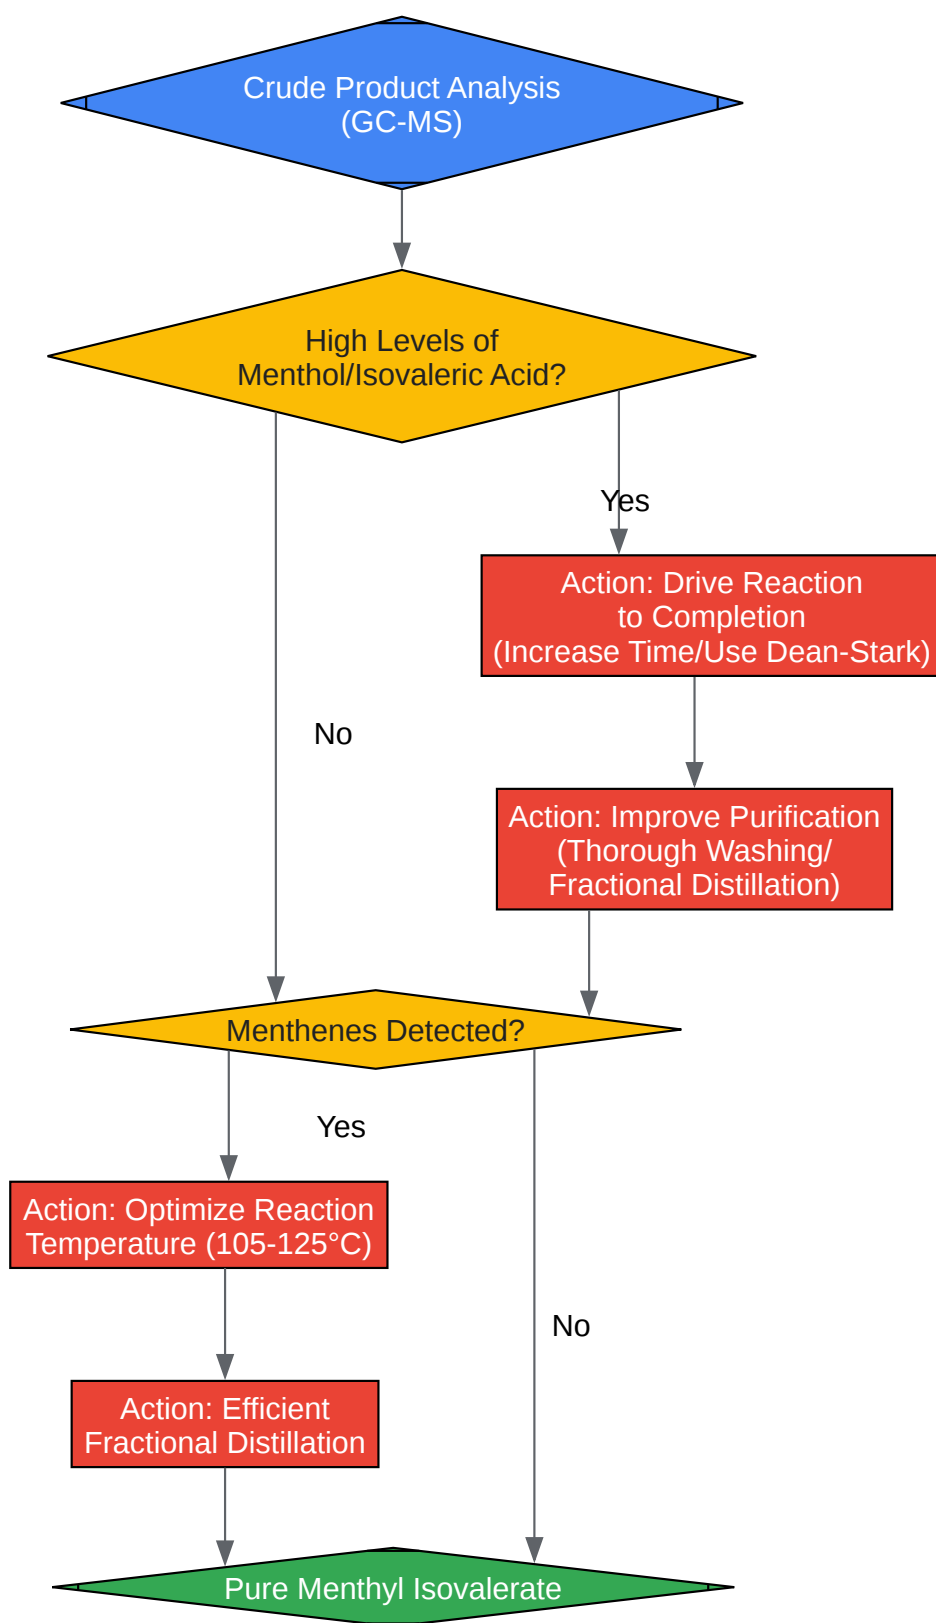 Crude Product Analysis
(GC-MS)
High Levels of
Menthol/Isovaleric Acid?
Yes
Action: Drive Reaction
to Completion
(Increase Time/Use Dean-Stark)
No
Action: Improve Purification
(Thorough Washing/
Fractional Distillation)
Menthenes Detected?
Yes
Action: Optimize Reaction
Temperature (105-125°C)
No
Action: Efficient
Fractional Distillation
Pure Menthyl Isovalerate